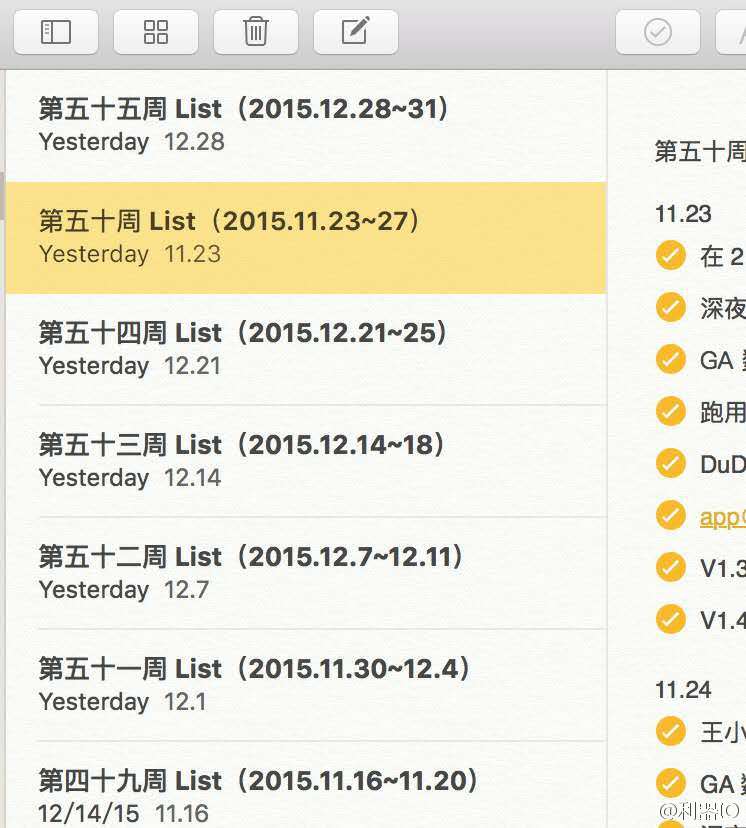 第五十五周 List（2015.12.28~31）
Yesterday 12.28
第五十周 List（2015.11.23~27）
Yesterday 11.23
第五十四周 List（2015.12.21~25）
Yesterday 12.21
第五十三周 List（2015.12.14~18）
Yesterday 12.14
第五十二周 List（2015.12.7~12.11）
Yesterday 12.7
第五十一周 List（2015.11.30~12.4）
Yesterday 12.1
第四十九周 List（2015.11.16~11.20）
12/14/15 11.16
第五十周
11.23
在 2
深夜
GA 
跑用
DuD
app
V1.3
V1.4
11.24
王小
GA 
@利器IO